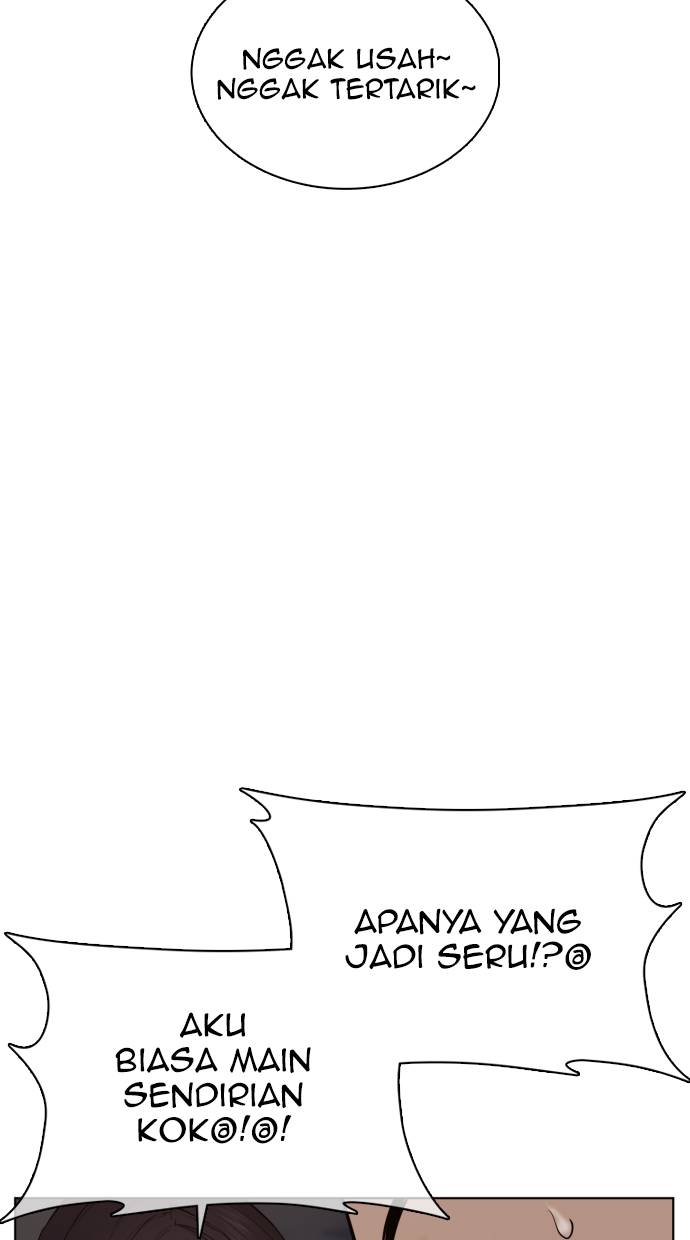 NGGAK USAH~
NGGAK TERTARIK~
APANYA YANG
JADI SERU!?@
AKU
BIASA MAIN
SENDIRIAN
KOK@!@!